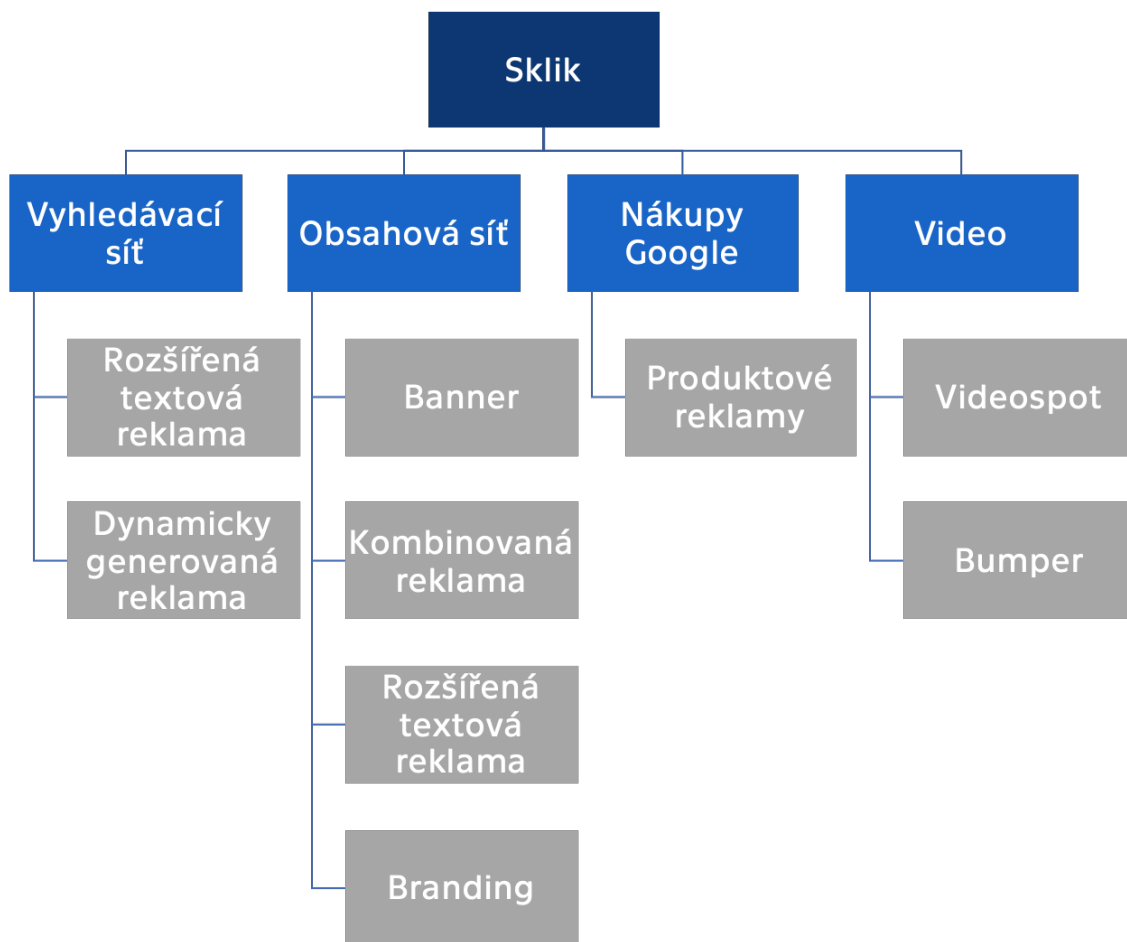 Sklik
Vyhledávací
síť
Obsahová síť
Nákupy
Google
Video
Rozšířená
textová
reklama
Banner
Produktové
reklamy
Videospot
Dynamicky
generovaná
reklama
Kombinovaná
reklama
Bumper
Rozšířená
textová
reklama
Branding